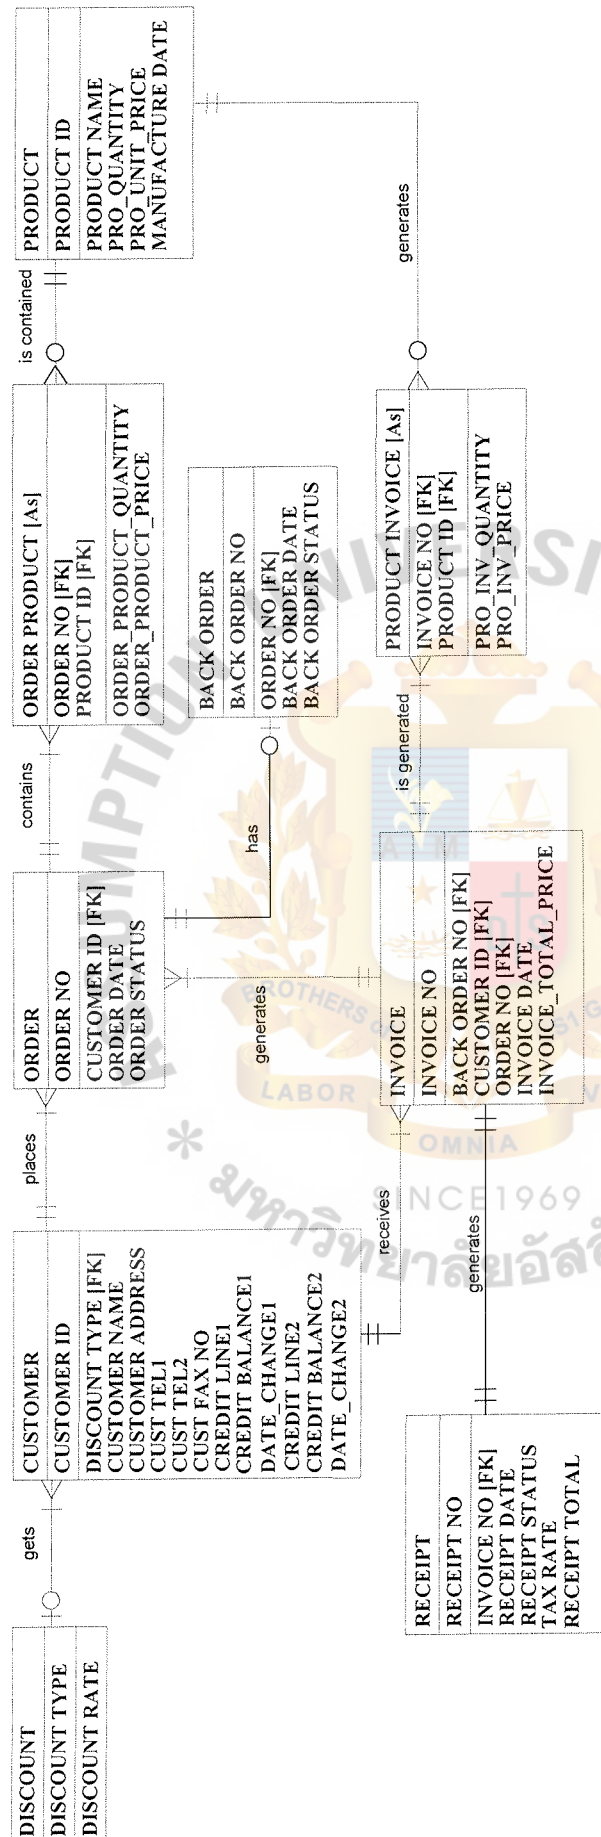 DISCOUNT
DISCOUNT TYPE
DISCOUNT RATE
gets
CUSTOMER
CUSTOMER ID
DISCOUNT TYPE [FK]
CUSTOMER NAME
CUSTOMER ADDRESS
CUST TEL1
CUST TEL2
CUST FAX NO
CREDIT LINE1
CREDIT BALANCE1
DATE_CHANGE1
CREDIT LINE2
CREDIT BALANCE2
DATE_CHANGE2
places
ORDER
ORDER NO
CUSTOMER ID [FK]
ORDER DATE
ORDER STATUS
contains
ORDER PRODUCT [As]
ORDER NO [FK]
PRODUCT ID [FK]
ORDER_PRODUCT_QUANTITY
ORDER_PRODUCT_PRICE
is contained
PRODUCT
PRODUCT ID
PRODUCT NAME
PRO_QUANTITY
PRO_UNIT_PRICE
MANUFACTURE DATE
has
BACK ORDER
BACK ORDER NO
ORDER NO [FK]
BACK ORDER DATE
BACK ORDER STATUS
generates
receives
RECEIPT
RECEIPT NO
INVOICE NO [FK]
RECEIPT DATE
RECEIPT STATUS
TAX RATE
RECEIPT TOTAL
generates
INVOICE
INVOICE NO
BACK ORDER NO [FK]
CUSTOMER ID [FK]
ORDER NO [FK]
INVOICE DATE
INVOICE_TOTAL_PRICE
is generated
PRODUCT INVOICE [As]
INVOICE NO [FK]
PRODUCT ID [FK]
PRO_INV_QUANTITY
PRO_INV_PRICE
generates
BROTHERS
LABOR
OMNIA
SINCE1969